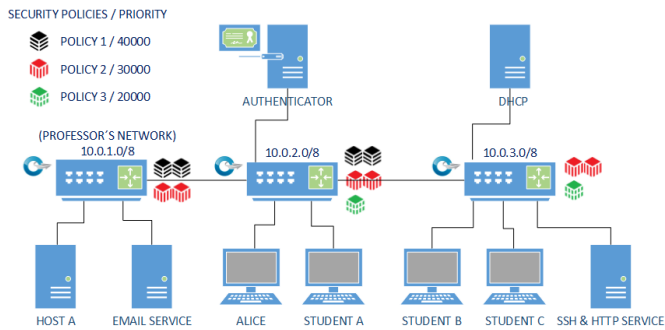 SECURITY POLICIES / PRIORITY
POLICY 1 / 40000
POLICY 2 / 30000
POLICY 3 / 20000
AUTHENTICATOR
DHCP
(PROFESSOR'S NETWORK)
10.0.1.0/8
10.0.2.0/8
10.0.3.0/8
HOST A
EMAIL SERVICE
ALICE
STUDENT A
STUDENT B
STUDENT C
SSH & HTTP SERVICE